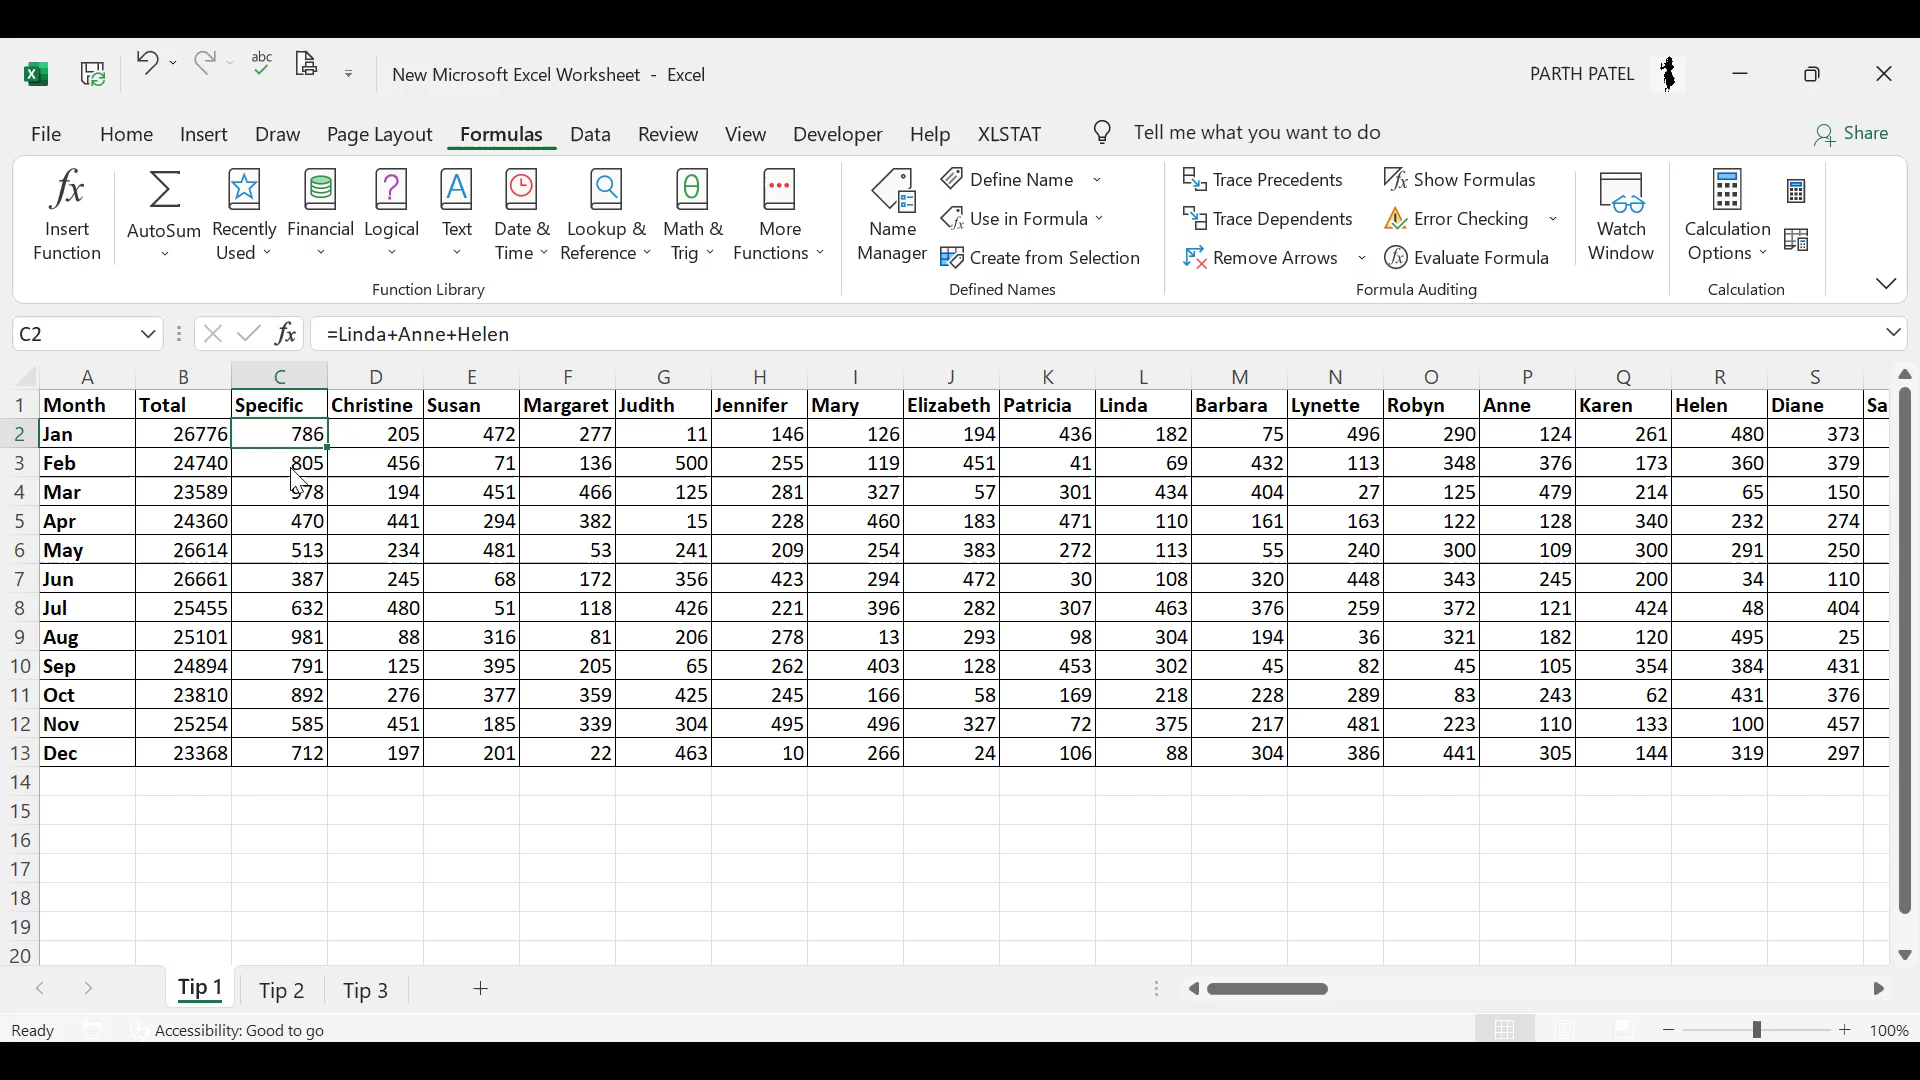 abc New Microsoft Excel Worksheet - Excel PARTH PATEL
File Home Insert Draw Page Layout Formulas Data Review View Developer Help XLSTAT Tell me what you want to do Share
fx Insert Function AutoSum Recently Used Financial Logical Text Date & Time Lookup & Reference Math & Trig More Functions
Name Manager Define Name Use in Formula Create from Selection
Trace Precedents Trace Dependents Remove Arrows Show Formulas Error Checking Evaluate Formula Watch Window Calculation Options
Function Library Defined Names Formula Auditing Calculation
C2 fx =Linda+Anne+Helen
A B C D E F G H I J K L M N O P Q R S
1 Month Total Specific Christine Susan Margaret Judith Jennifer Mary Elizabeth Patricia Linda Barbara Lynette Robyn Anne Karen Helen Diane Sa
2 Jan 26776 786 205 472 277 11 146 126 194 436 182 75 496 290 124 261 480 373
3 Feb 24740 805 456 71 136 500 255 119 451 41 69 432 113 348 376 173 360 379
4 Mar 23589 978 194 451 466 125 281 327 57 301 434 404 27 125 479 214 65 150
5 Apr 24360 470 441 294 382 15 228 460 183 471 110 161 163 122 128 340 232 274
6 May 26614 513 234 481 53 241 209 254 383 272 113 55 240 300 109 300 291 250
7 Jun 26661 387 245 68 172 356 423 294 472 30 108 320 448 343 245 200 34 110
8 Jul 25455 632 480 51 118 426 221 396 282 307 463 376 259 372 121 424 48 404
9 Aug 25101 981 88 316 81 206 278 13 293 98 304 194 36 321 182 120 495 25
10 Sep 24894 791 125 395 205 65 262 403 128 453 302 45 82 45 105 354 384 431
11 Oct 23810 892 276 377 359 425 245 166 58 169 218 228 289 83 243 62 431 376
12 Nov 25254 585 451 185 339 304 495 496 327 72 375 217 481 223 110 133 100 457
13 Dec 23368 712 197 201 22 463 10 266 24 106 88 304 386 441 305 144 319 297
14
15
16
17
18
19
20
Tip 1 Tip 2 Tip 3
Ready Accessibility: Good to go 100%